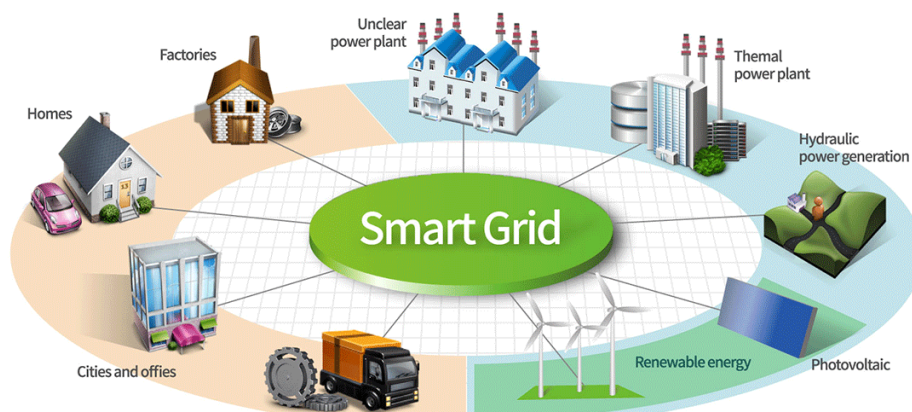 Unclear
power plant
Factories
Themal
power plant
Homes
Hydraulic
power generation
Smart Grid
Cities and offies
Renewable energy
Photovoltaic